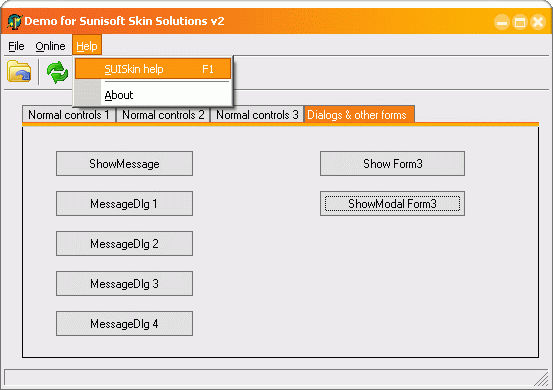 Demo for Sunisoft Skin Solutions v2
File Online Help
SUISkin help F1
About
Normal controls 1 Normal controls 2 Normal controls 3 Dialogs & other forms
ShowMessage Show Form3
MessageDlg 1 ShowModal Form3
MessageDlg 2
MessageDlg 3
MessageDlg 4